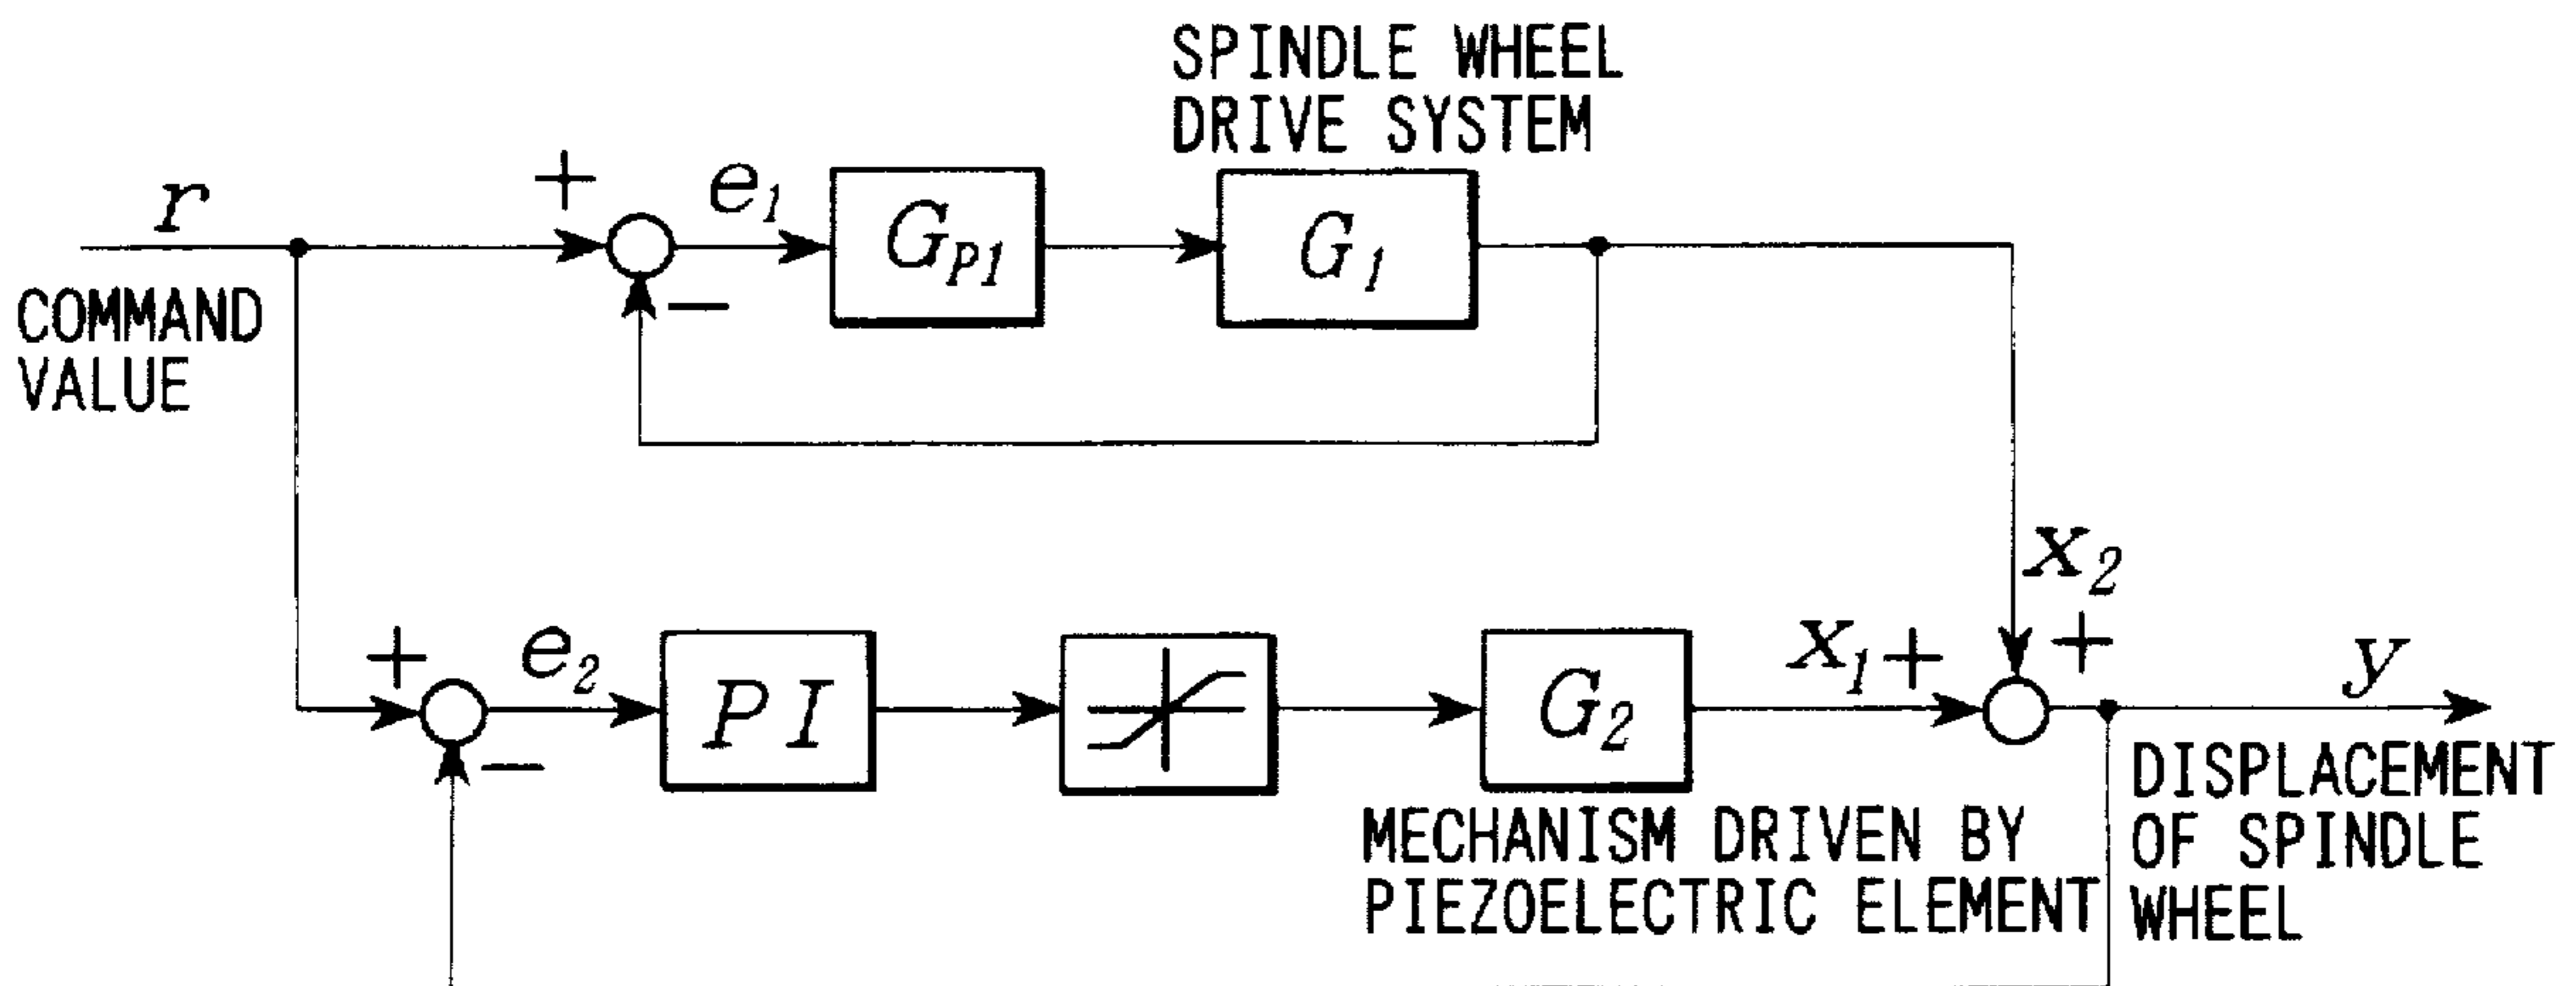 SPINDLE WHEEL
DRIVE SYSTEM
r
+
e₁
G_P1
G₁
COMMAND
VALUE
−
x₂
+
e₂
PI
G₂
x₁
+
+
y
−
MECHANISM DRIVEN BY
PIEZOELECTRIC ELEMENT
DISPLACEMENT
OF SPINDLE
WHEEL